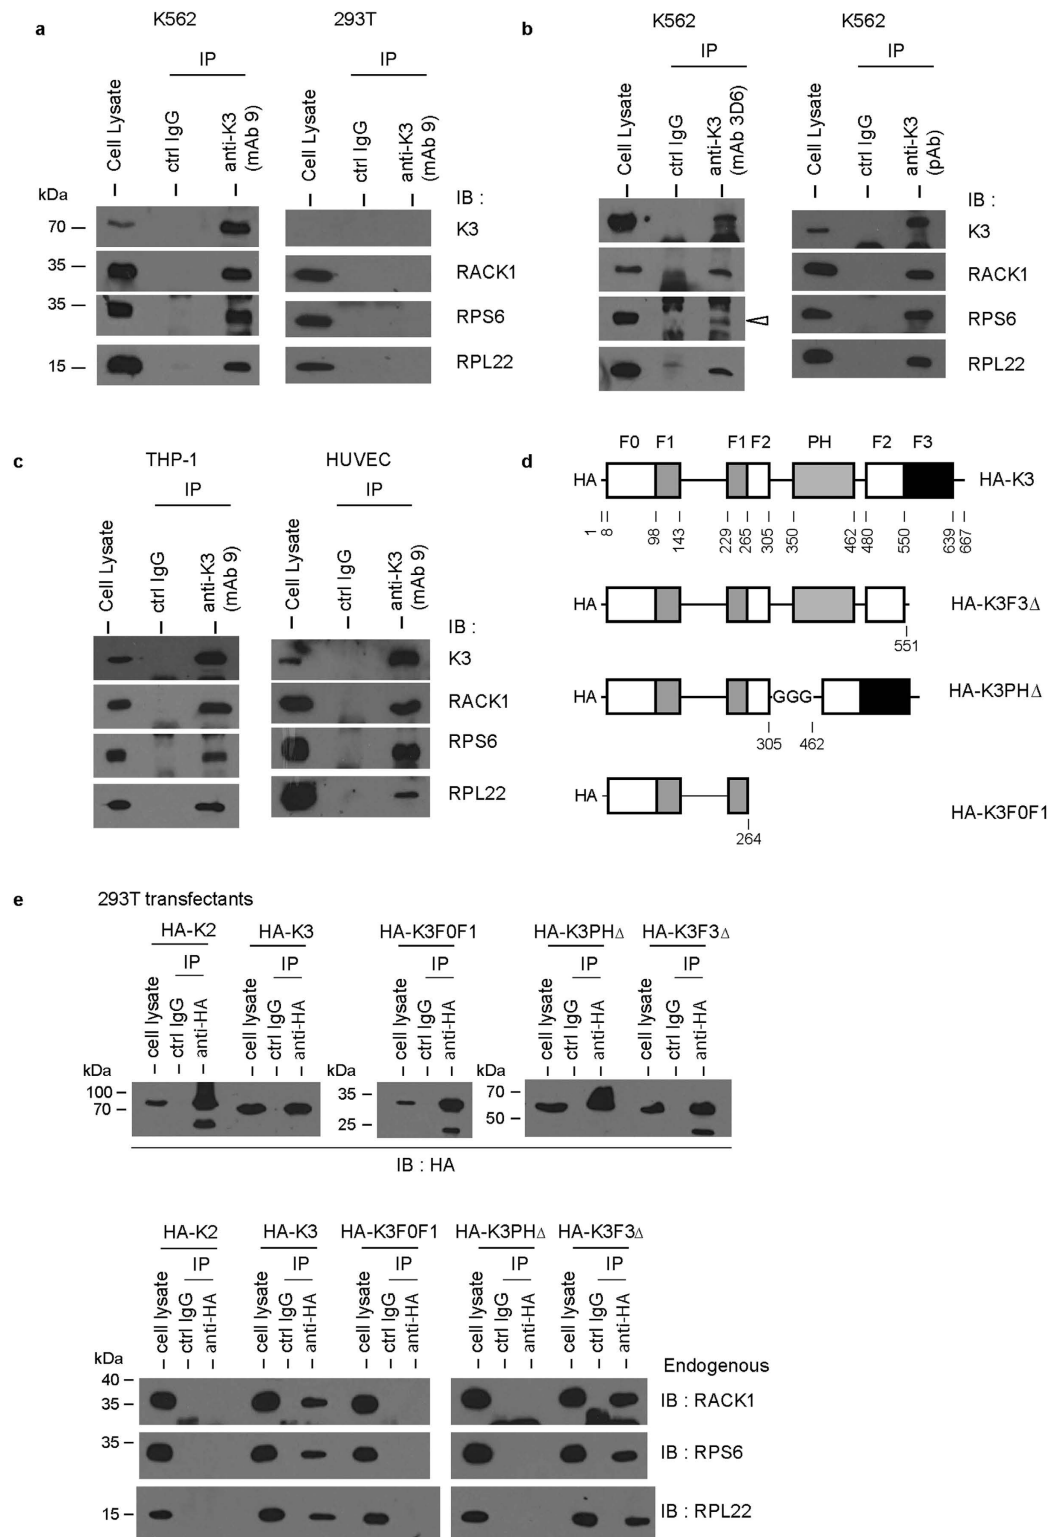 a
K562
293T
IP
IP
Cell Lysate
ctrl IgG
anti-K3
(mAb 9)
Cell Lysate
ctrl IgG
anti-K3
(mAb 9)
kDa
IB :
70
K3
35
RACK1
35
RPS6
15
RPL22
b
K562
K562
IP
IP
Cell Lysate
ctrl IgG
anti-K3
(mAb 3D6)
Cell Lysate
ctrl IgG
anti-K3
(pAb)
IB :
K3
RACK1
RPS6
RPL22
c
THP-1
HUVEC
IP
IP
Cell Lysate
ctrl IgG
anti-K3
(mAb 9)
Cell Lysate
ctrl IgG
anti-K3
(mAb 9)
IB :
K3
RACK1
RPS6
RPL22
d
F0 F1 F1 F2 PH F2 F3
HA HA-K3
1 8 98 143 229 265 305 350 462 480 550 639 667
HA HA-K3F3Δ
551
HA GGG HA-K3PHΔ
305 462
HA HA-K3F0F1
264
e
293T transfectants
HA-K2 HA-K3 HA-K3F0F1 HA-K3PHΔ HA-K3F3Δ
IP IP IP IP IP
cell lysate ctrl IgG anti-HA cell lysate ctrl IgG anti-HA cell lysate ctrl IgG anti-HA cell lysate ctrl IgG anti-HA cell lysate ctrl IgG anti-HA
kDa kDa kDa
100 70 35 25 70 50
IB : HA
HA-K2 HA-K3 HA-K3F0F1 HA-K3PHΔ HA-K3F3Δ
IP IP IP IP IP
cell lysate ctrl IgG anti-HA cell lysate ctrl IgG anti-HA cell lysate ctrl IgG anti-HA cell lysate ctrl IgG anti-HA cell lysate ctrl IgG anti-HA
kDa
Endogenous
40
35
IB : RACK1
35
IB : RPS6
15
IB : RPL22